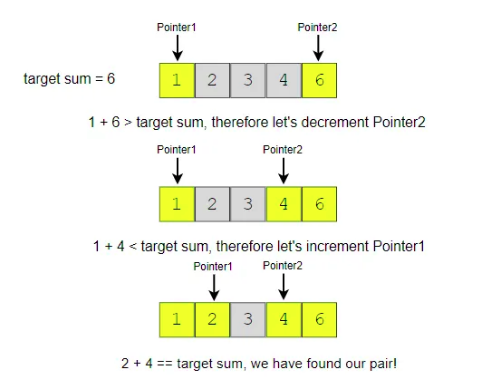 Pointer1 Pointer2
target sum = 6 1 2 3 4 6
1 + 6 > target sum, therefore let's decrement Pointer2
Pointer1 Pointer2
1 2 3 4 6
1 + 4 < target sum, therefore let's increment Pointer1
Pointer1 Pointer2
1 2 3 4 6
2 + 4 == target sum, we have found our pair!